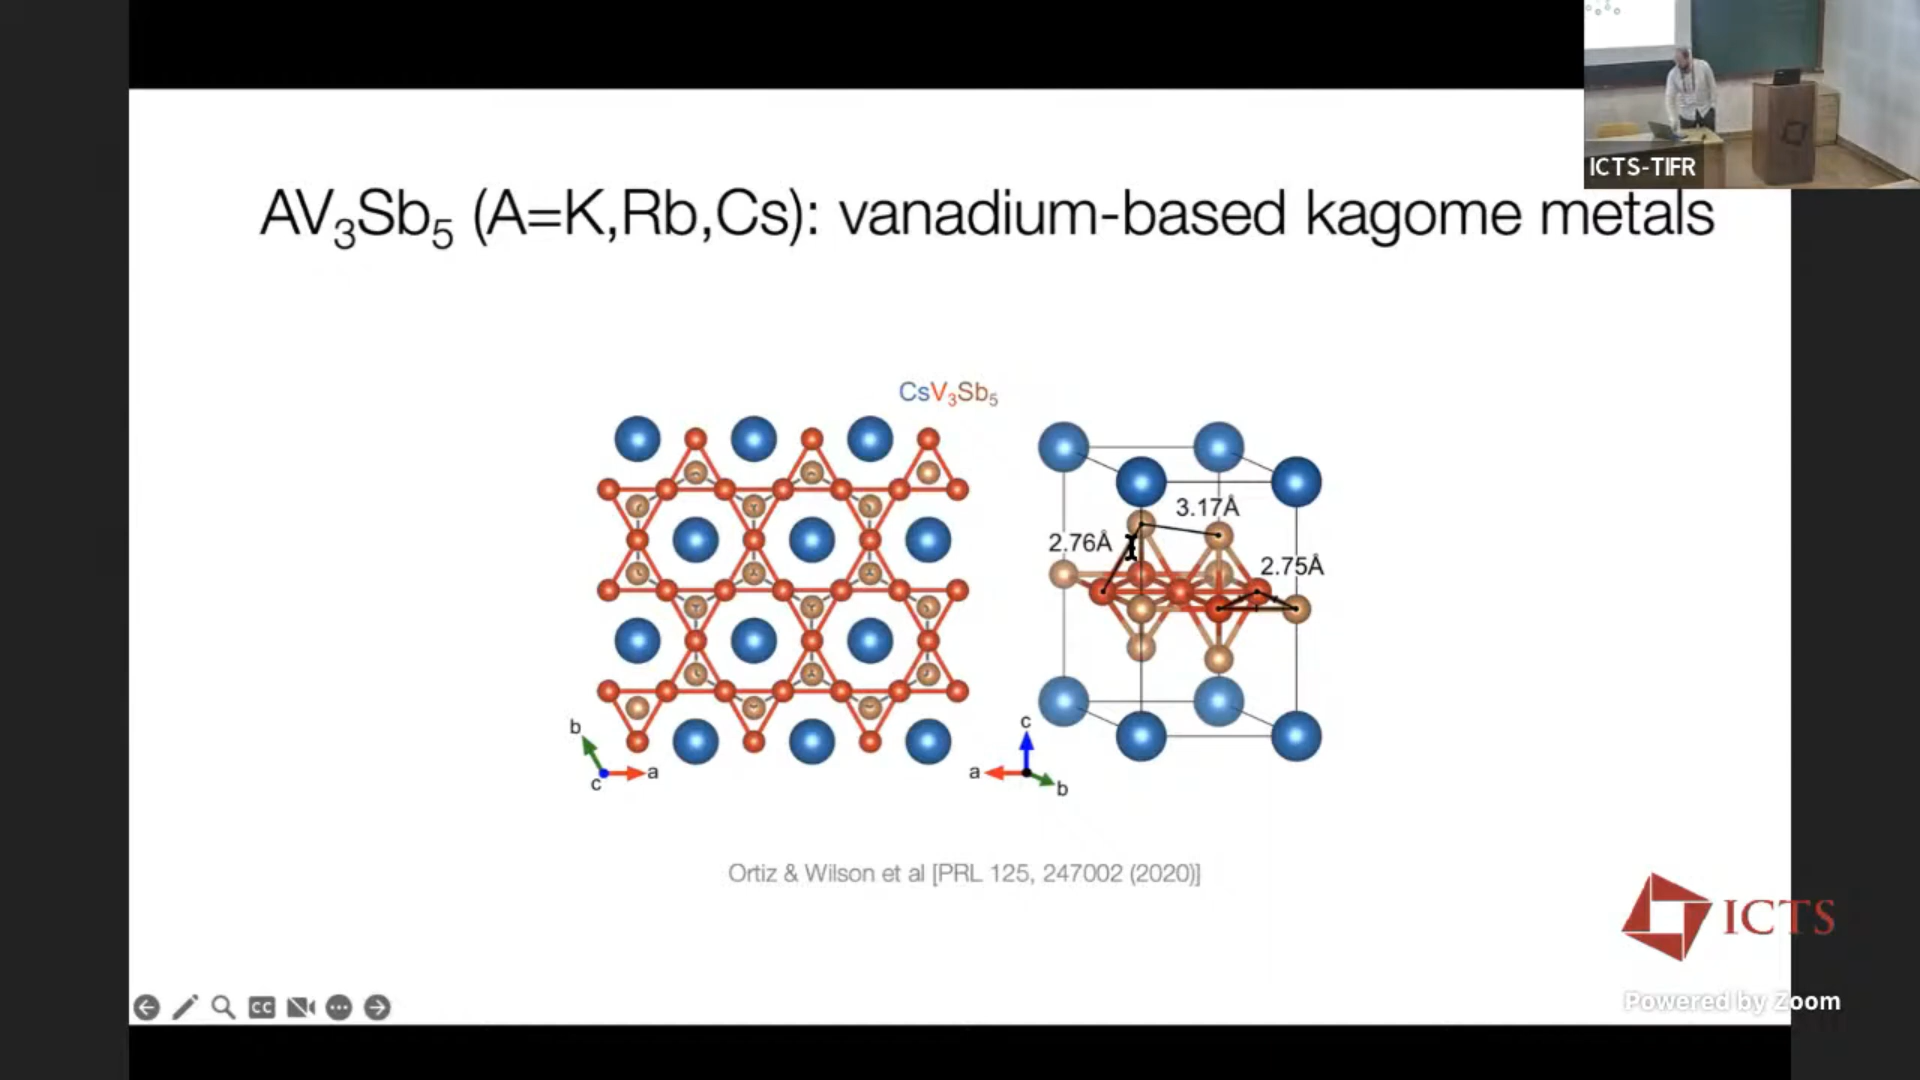 ICTS-TIFR
AV₃Sb₅ (A=K,Rb,Cs): vanadium-based kagome metals
CsV₃Sb₅
3.17Å
2.76Å
2.75Å
b
a
c
c
a
b
Ortiz & Wilson et al [PRL 125, 247002 (2020)]
ICTS
Powered by Zoom
CC